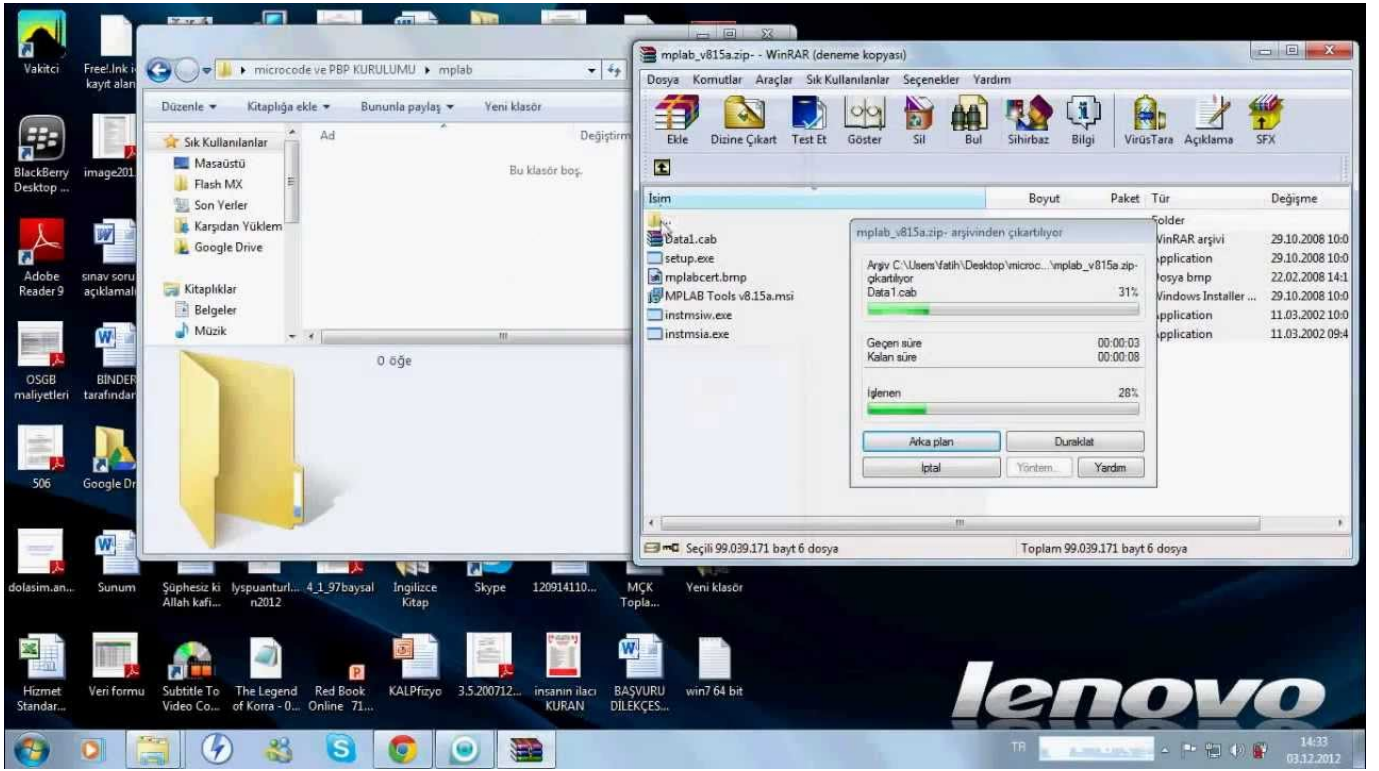 Vakitci
Free!.Ink i
kayıt alan
BlackBerry
Desktop ...
image201
Adobe
Reader 9
sınav soru
açıklamalı
OSGB
maliyetleri
BİNDER
tarafından
506
Google Dr
dolasim.an...
Sunum
Şüphesiz ki
Allah kafi...
lyspuanturl...
n2012
4_1_97baysal
Ingilizce
Kitap
Skype
120914110...
MÇK
Topla...
Yeni klasör
Hizmet
Standar...
Veri formu
Subtitle To
Video Co...
The Legend
of Korra - 0...
Red Book
Online 71...
KALPfizyo
3.5.200712...
insanın ilacı
KURAN
BAŞVURU
DİLEKÇES...
win7 64 bit
microcode ve PBP KURULUMU ▸ mplab
Düzenle Kitaplığa ekle Bununla paylaş Yeni klasör
Sık Kullanılanlar
Masaüstü
Flash MX
Son Yerler
Karşıdan Yüklem
Google Drive
Kitaplıklar
Belgeler
Müzik
Ad Değiştirm
Bu klasör boş.
0 öğe
mplab_v815a.zip- - WinRAR (deneme kopyası)
Dosya Komutlar Araçlar Sık Kullanılanlar Seçenekler Yardım
Ekle Dizine Çıkart Test Et Göster Sil Bul Sihirbaz Bilgi VirüsTara Açıklama SFX
İsim Boyut Paket Tür Değişme
.. Folder
Data1.cab WinRAR arşivi 29.10.2008 10:0
setup.exe Application 29.10.2008 10:0
mplabcert.bmp Dosya bmp 22.02.2008 14:1
MPLAB Tools v8.15a.msi Windows Installer ... 29.10.2008 10:0
instmsiw.exe Application 11.03.2002 10:0
instmsia.exe Application 11.03.2002 09:4
mplab_v815a.zip- arşivinden çıkartılıyor
Arşiv C:\Users\fatih\Desktop\microc...\mplab_v815a.zip-
çıkartılıyor
Data1.cab 31%
Geçen süre 00:00:03
Kalan süre 00:00:08
İşlenen 28%
Arka plan Duraklat
İptal Yöntem... Yardım
Seçili 99.039.171 bayt 6 dosya Toplam 99.039.171 bayt 6 dosya
lenovo
TR
14:33
03.12.2012